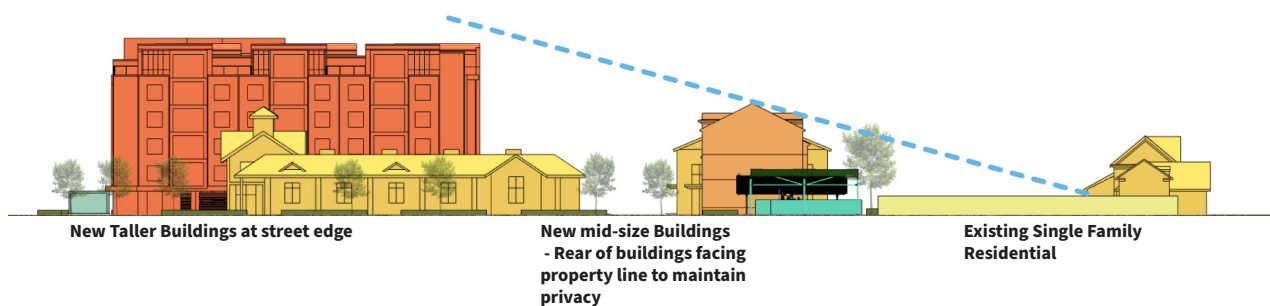 New Taller Buildings at street edge
New mid-size Buildings
- Rear of buildings facing
property line to maintain
privacy
Existing Single Family
Residential